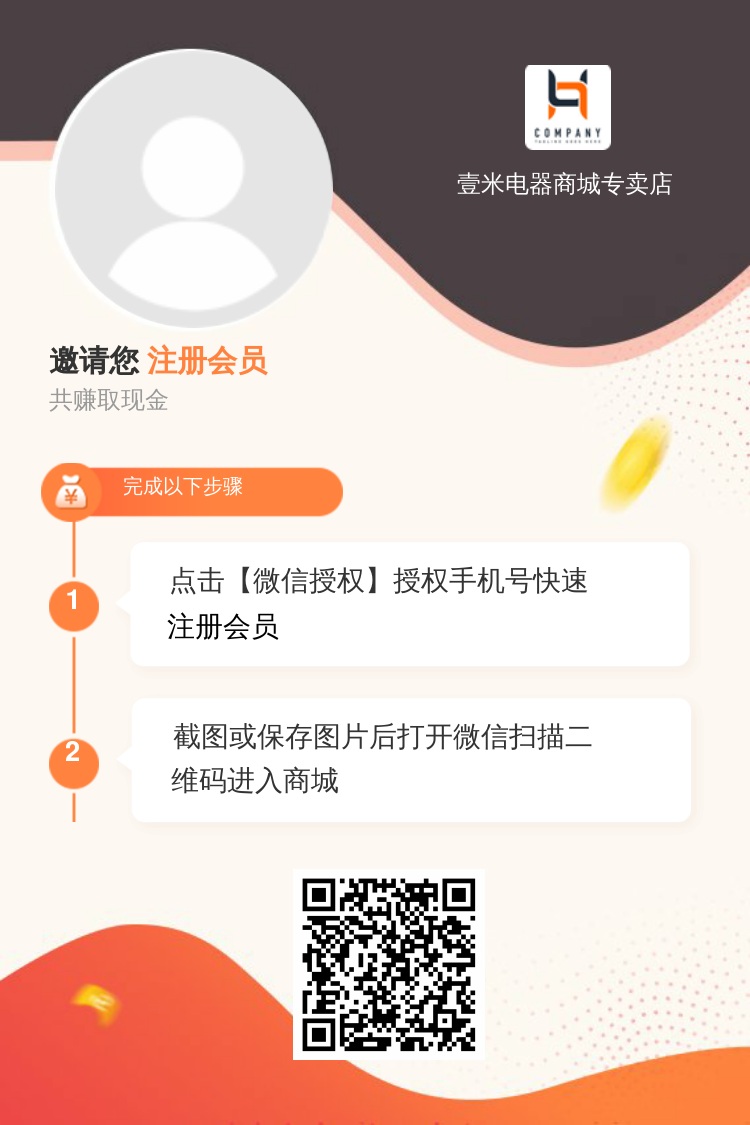 COMPANY
壹米电器商城专卖店
邀请您 注册会员
共赚取现金
¥
完成以下步骤
1
点击【微信授权】授权手机号快速
注册会员
2
截图或保存图片后打开微信扫描二
维码进入商城